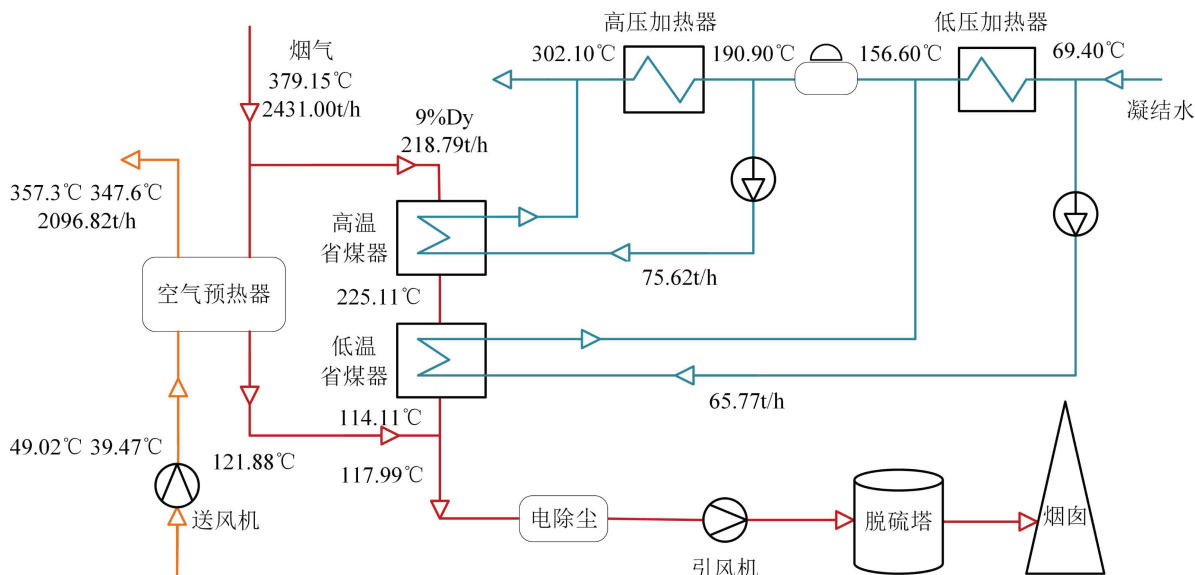 高压加热器
低压加热器
烟气
379.15℃
2431.00t/h
302.10℃
190.90℃
156.60℃
69.40℃
凝结水
9%Dy
218.79t/h
357.3℃ 347.6℃
2096.82t/h
高温
省煤器
75.62t/h
空气预热器
225.11℃
低温
省煤器
65.77t/h
114.11℃
49.02℃ 39.47℃
121.88℃
117.99℃
送风机
电除尘
引风机
脱硫塔
烟囱